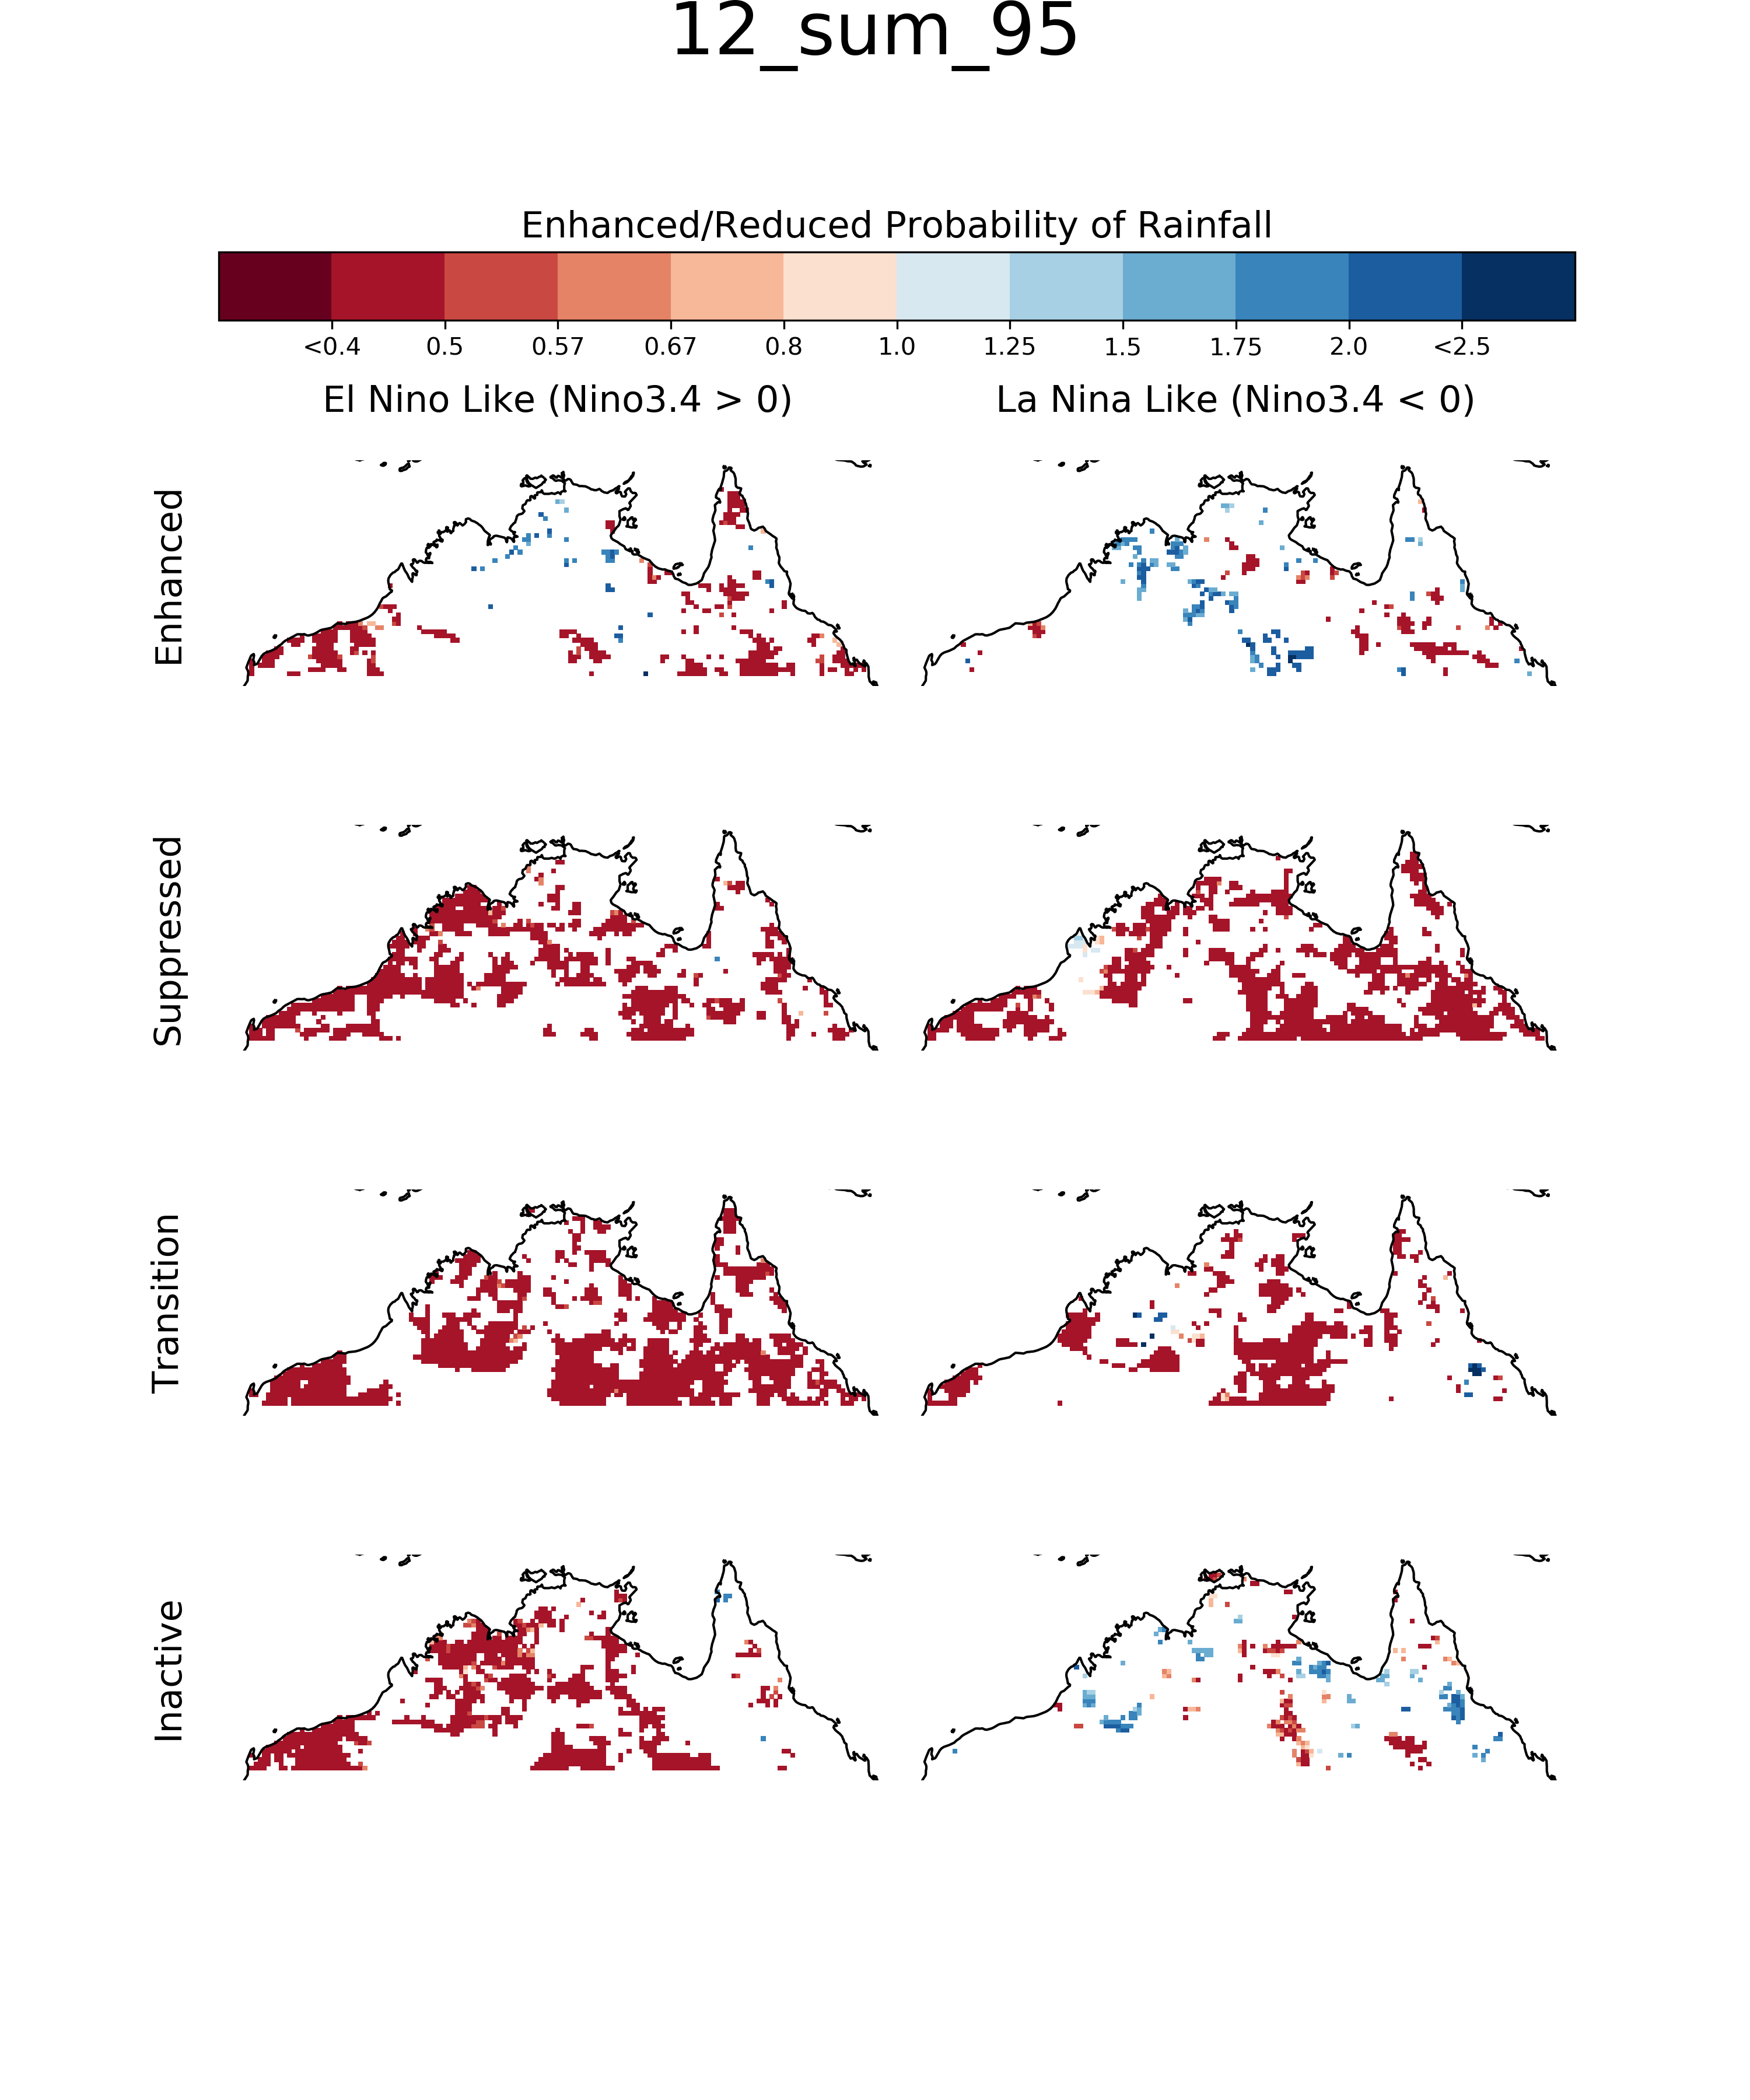 12_sum_95
Enhanced/Reduced Probability of Rainfall
<0.4 0.5 0.57 0.67 0.8 1.0 1.25 1.5 1.75 2.0 <2.5
El Nino Like (Nino3.4 > 0) La Nina Like (Nino3.4 < 0)
Enhanced
Suppressed
Transition
Inactive